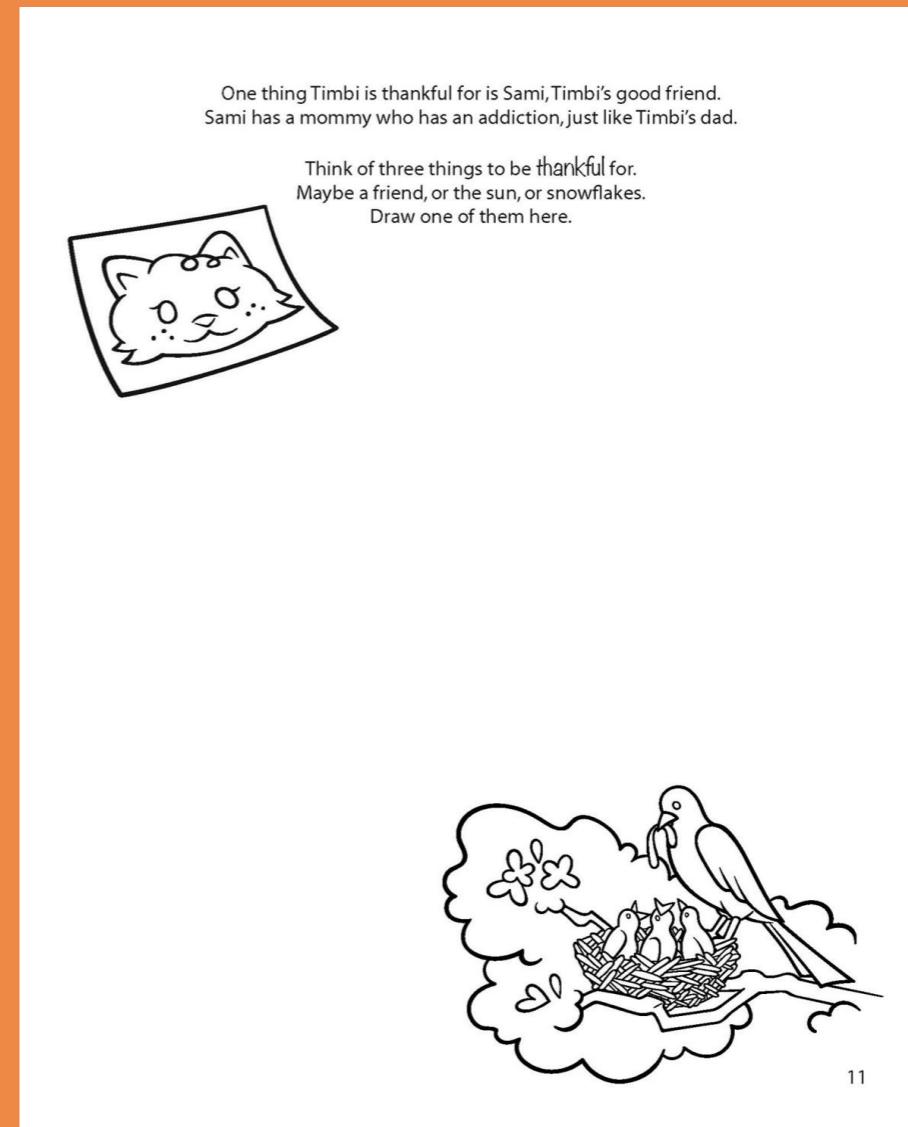 One thing Timbi is thankful for is Sami, Timbi's good friend.
Sami has a mommy who has an addiction, just like Timbi's dad.
Think of three things to be thankful for.
Maybe a friend, or the sun, or snowflakes.
Draw one of them here.
11